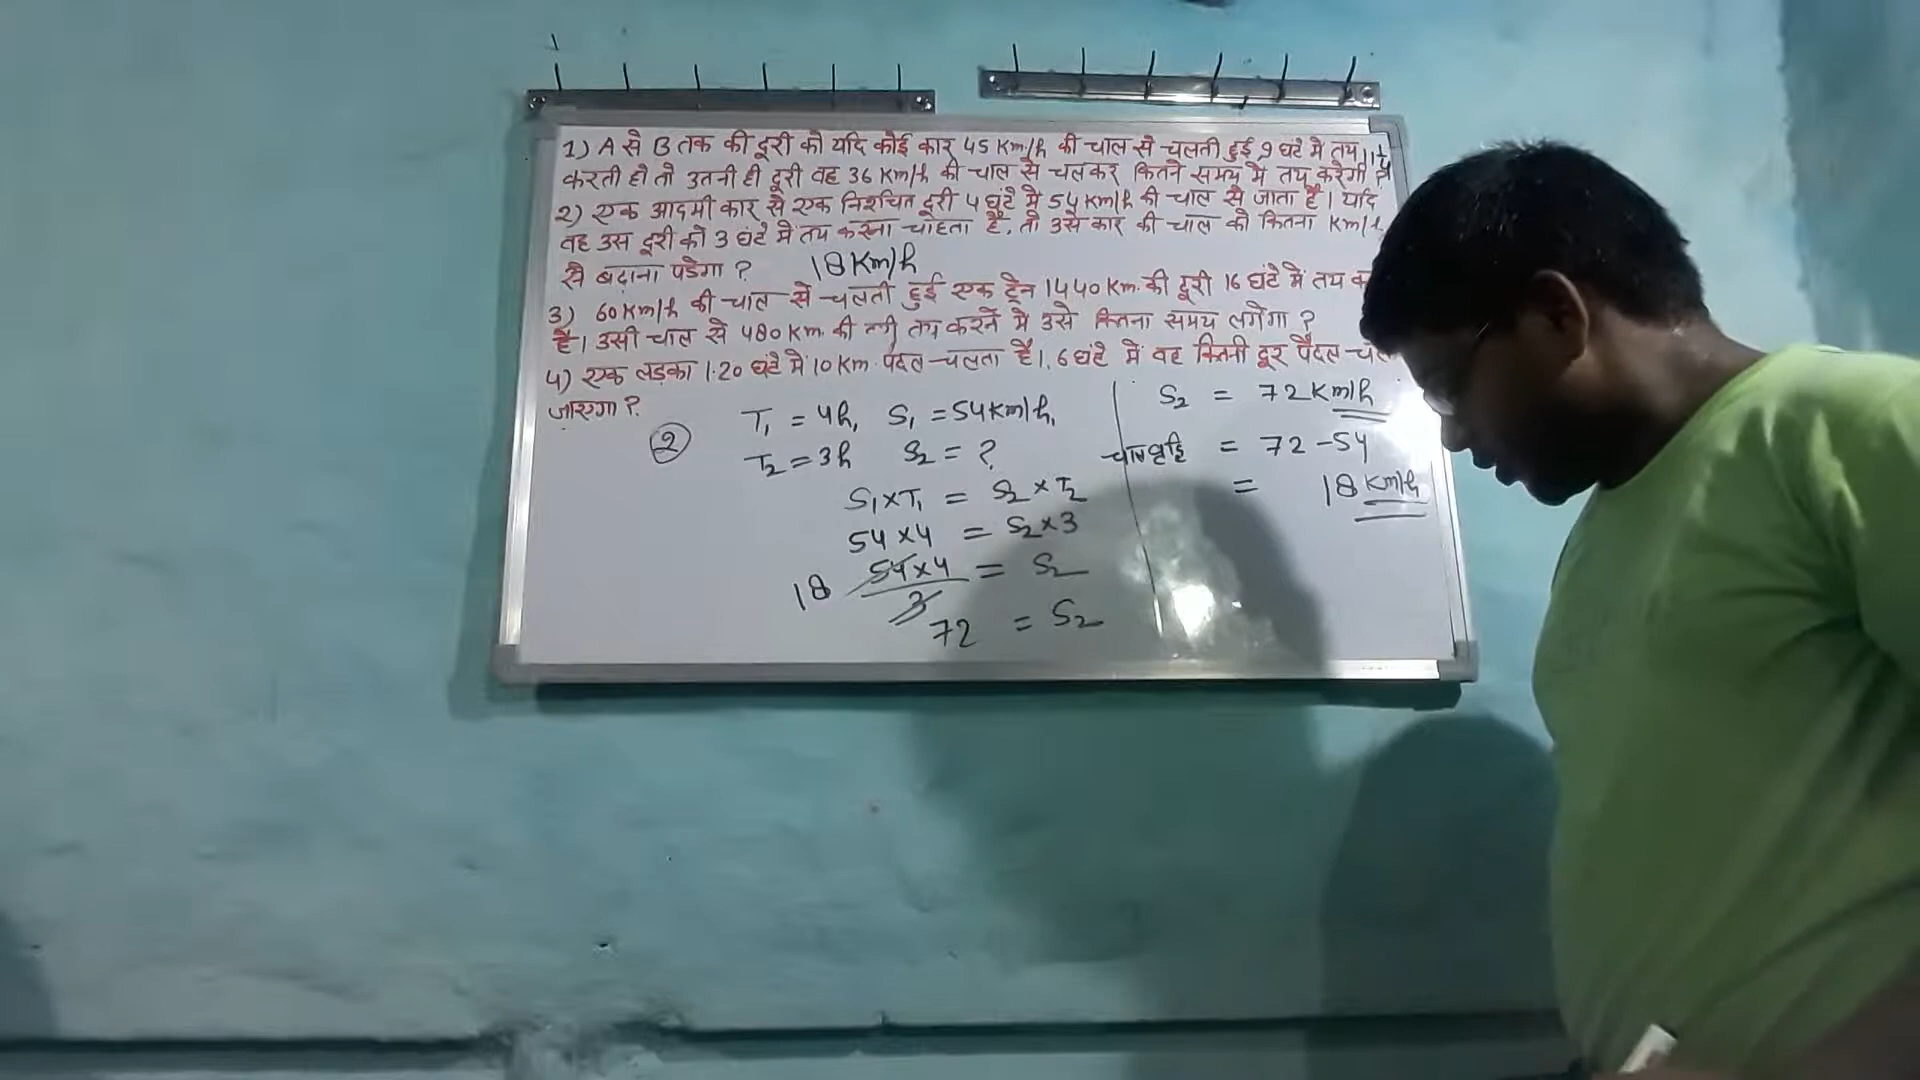 1) A से B तक की दूरी को यदि कोई कार 45 Km/h की चाल से चलती हुई 9 घंटे मे तय 11¼
करती हो तो उतनी ही दूरी वह 36 Km/h की चाल से चलकर कितने समय मे तय करेगी ?
2) एक आदमी कार से एक निश्चित दूरी 4 घंटे मे 54 Km/h की चाल से जाता है। यदि
वह उस दूरी को 3 घंटे मे तय करना चाहता है, तो उसे कार की चाल को कितना Km/h
से बढ़ाना पडेगा ? 18 Km/h
3) 60 Km/h की चाल से चलती हुई एक ट्रेन 1440 Km. की दूरी 16 घंटे में तय
है। उसी चाल से 480 Km. की दूरी तय करने मे उसे कितना समय लगेगा ?
4) एक लड़का 1.20 घंटे में 10 Km. पैदल चलता है। 6 घंटे में वह कितनी दूर पैदल चल
जाएगा ?
② T₁ = 4h, S₁ = 54 Km/h,
T₂ = 3h S₂ = ?
S₁ × T₁ = S₂ × T₂
54 × 4 = S₂ × 3
18 54 × 4 / 3 = S₂
72 = S₂
S₂ = 72 Km/h
चाल वृद्धि = 72 - 54
= 18 Km/h